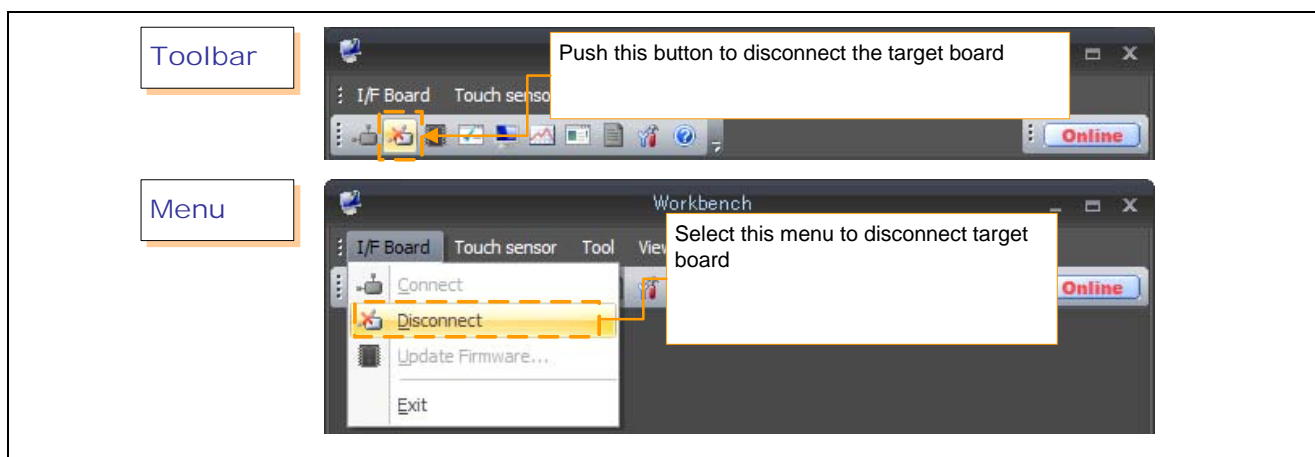 Toolbar
Push this button to disconnect the target board
I/F Board Touch senso
Online
Menu
Workbench
I/F Board Touch sensor Tool View
Select this menu to disconnect target
board
Connect
Online
Disconnect
Update Firmware...
Exit